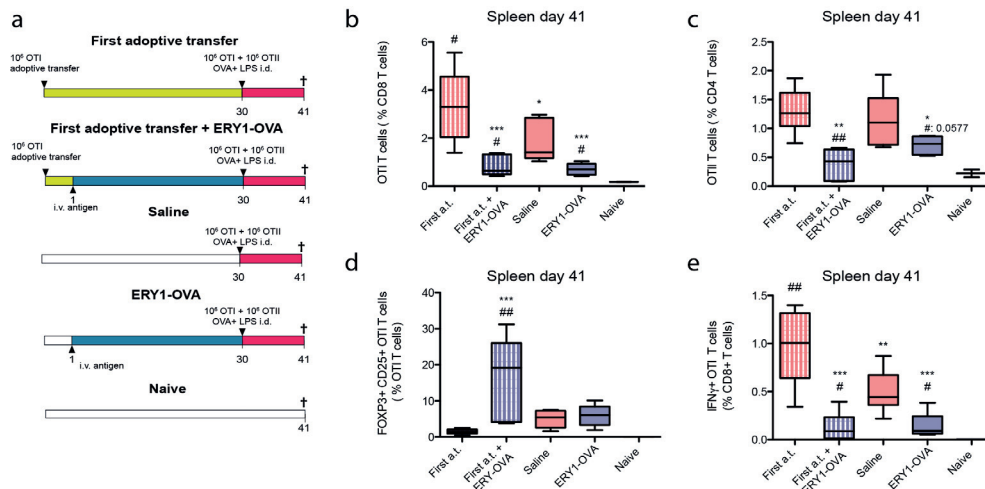 a
First adoptive transfer
10⁶ OTI
adoptive transfer
10⁶ OTI + 10⁶ OTII
OVA+ LPS i.d.
†
30
41
First adoptive transfer + ERY1-OVA
10⁶ OTI
adoptive transfer
10⁶ OTI + 10⁶ OTII
OVA+ LPS i.d.
†
1
i.v. antigen
30
41
Saline
10⁶ OTI + 10⁶ OTII
OVA+ LPS i.d.
†
30
41
ERY1-OVA
10⁶ OTI + 10⁶ OTII
OVA+ LPS i.d.
†
1
i.v. antigen
30
41
Naive
†
41
b
Spleen day 41
OTI T cells ( % CD8 T cells)
6
4
2
0
#
***
#
*
***
#
First a.t.
First a.t. +
ERY1-OVA
Saline
ERY1-OVA
Naive
c
Spleen day 41
OTII T cells ( % CD4 T cells)
2.5
2.0
1.5
1.0
0.5
0.0
**
##
*
#: 0.0577
First a.t.
First a.t. +
ERY1-OVA
Saline
ERY1-OVA
Naive
d
Spleen day 41
FOXP3+ CD25+ OTI T cells
( % OTI T cells)
40
30
20
10
0
***
##
First a.t.
First a.t. +
ERY-OVA
Saline
ERY1-OVA
Naive
e
Spleen day 41
IFNγ+ OTI T cells
(% CD8+ T cells)
1.5
1.0
0.5
0.0
##
***
#
**
***
#
First a.t.
First a.t. +
ERY1-OVA
Saline
ERY1-OVA
Naive